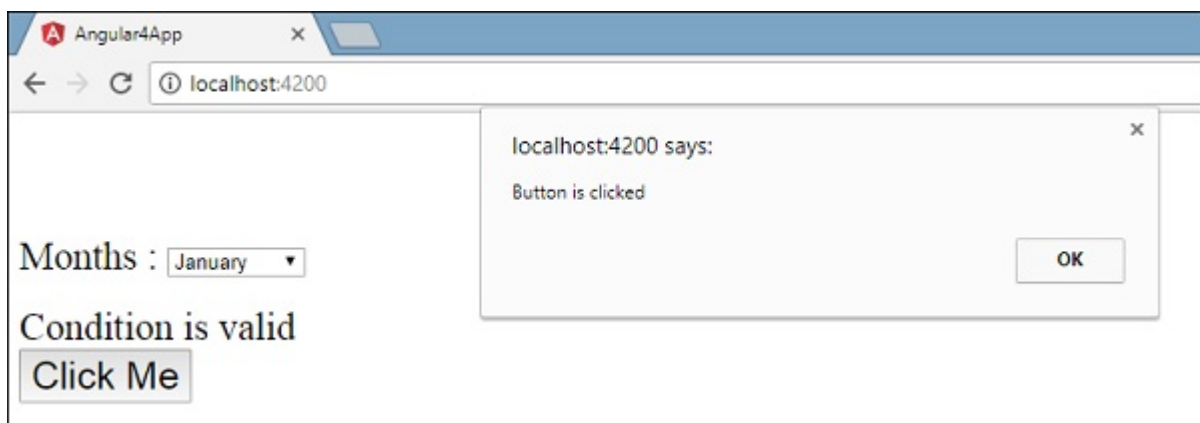 Angular4App
localhost:4200
localhost:4200 says:
Button is clicked
OK
Months : January
Condition is valid
Click Me